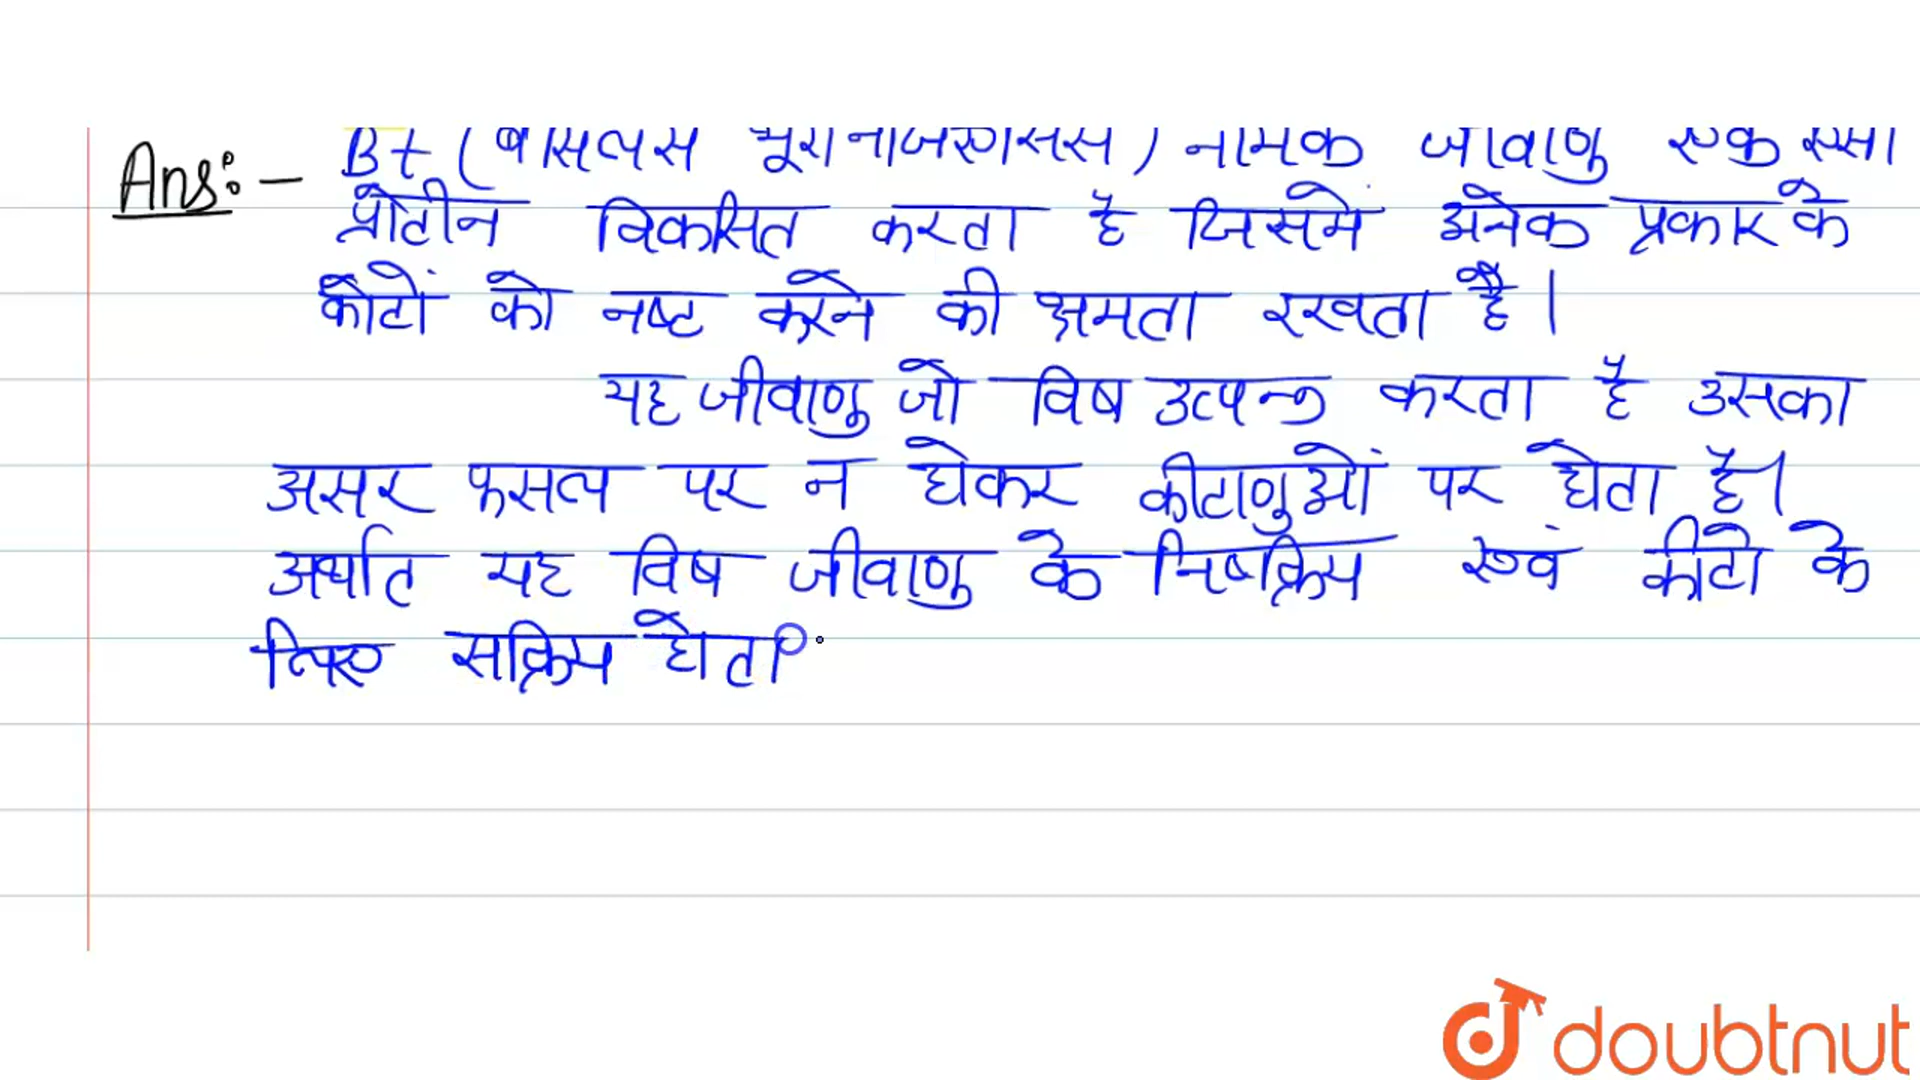 Ans:- Bt (बैसिलस थूरीनजिएंसिस) नामक जीवाणु एक ऐसा
प्रोटीन विकसित करता है जिसमें अनेक प्रकार के
कीटों को नष्ट करने की क्षमता रखता है।
यह जीवाणु जो विष उत्पन्न करता है उसका
असर फसल पर न होकर कीटाणुओं पर होता है।
अर्थात यह विष जीवाणु के निष्क्रिय एवं कीटो के
लिए सक्रिय होता
doubtnut